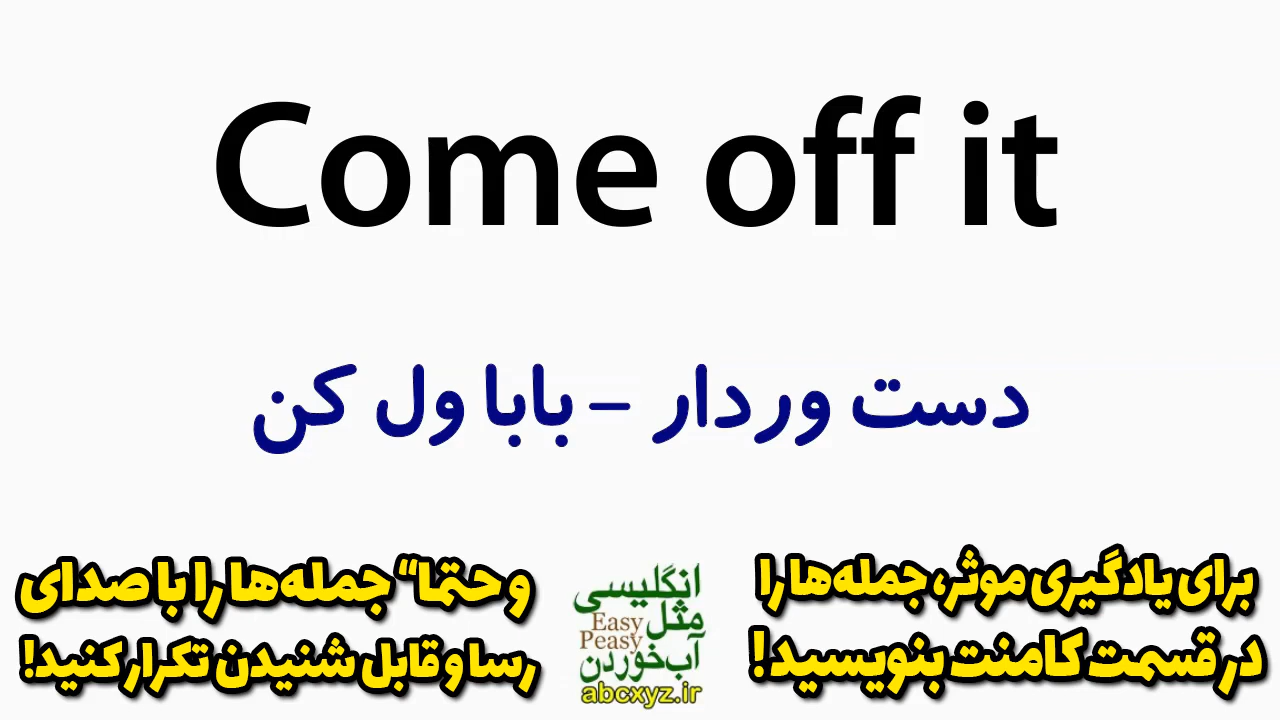 Come off it
دست وردار - بابا ول کن
برای یادگیری موثر، جمله‌ها را
در قسمت کامنت بنویسید!
انگلیسی
مثل
Easy
Peasy
آب خوردن
abcxyz.ir
و حتما“ جمله‌ها را با صدای
رسا و قابل شنیدن تکرار کنید!